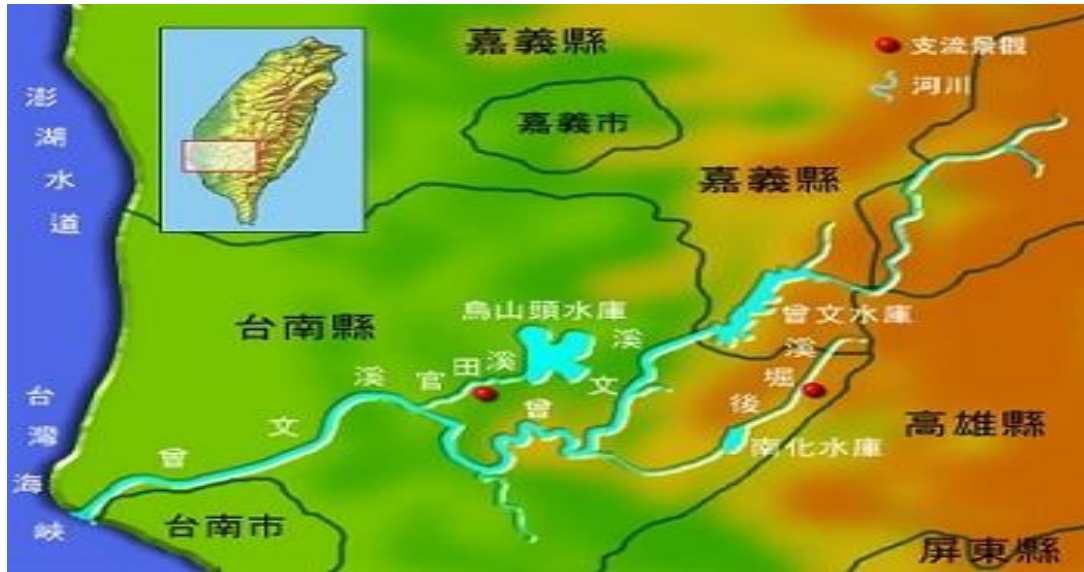 嘉義縣
支流景觀
河川
澎湖水道
嘉義市
嘉義縣
烏山頭水庫
曾文水庫
台南縣
官田溪
曾文溪
後堀溪
曾文溪
南化水庫
高雄縣
台灣海峽
台南市
屏東縣